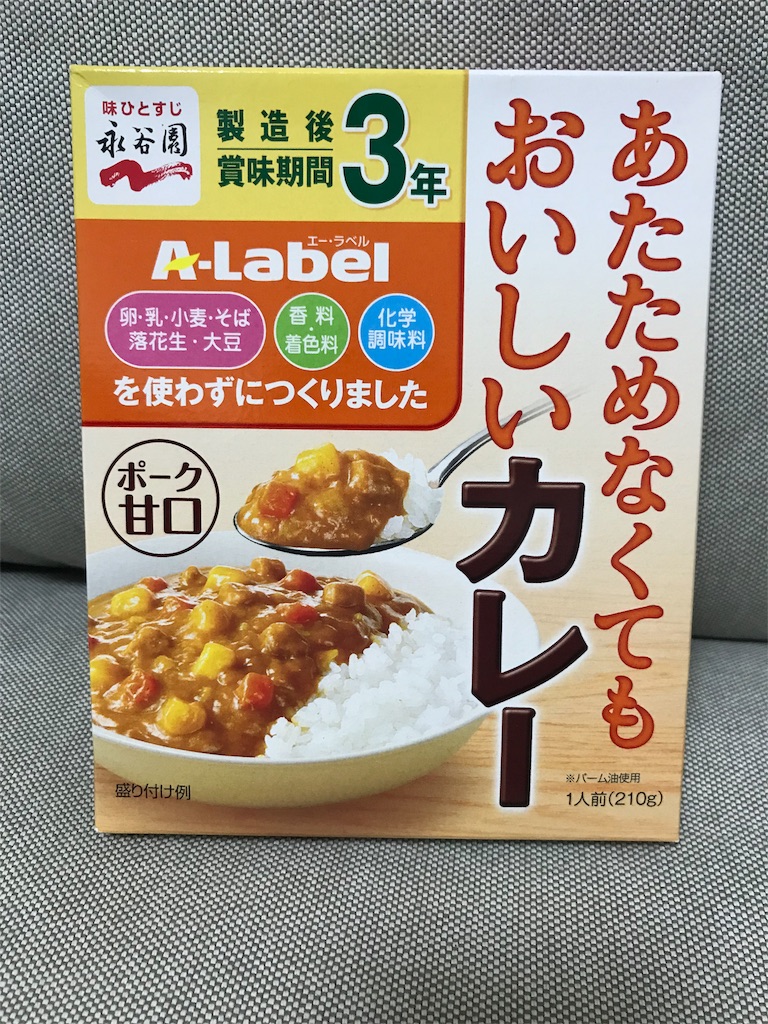 味ひとすじ
永谷園
製造後
賞味期間
3年
エー・ラベル
A-Label
卵・乳・小麦・そば
落花生・大豆
香料
・
着色料
化学
調味料
を使わずにつくりました
あたためなくても
おいしいカレー
ポーク
甘口
盛り付け例
※パーム油使用
1人前(210g)